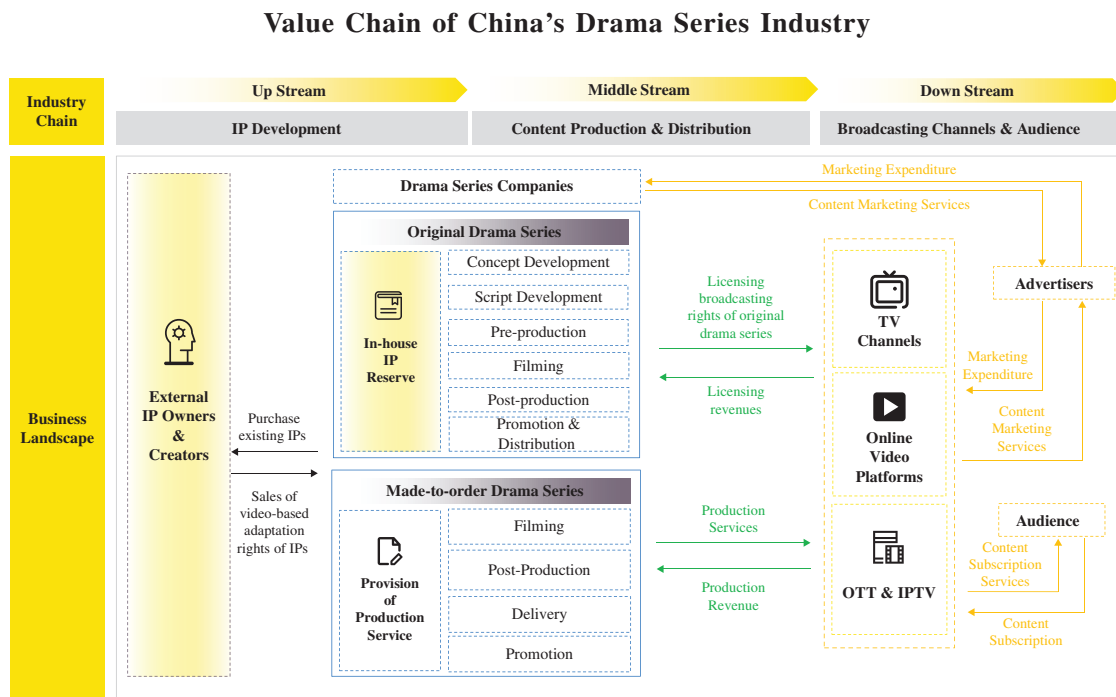 Value Chain of China's Drama Series Industry
Industry
Chain
Up Stream
Middle Stream
Down Stream
IP Development
Content Production & Distribution
Broadcasting Channels & Audience
Business
Landscape
External
IP Owners
&
Creators
Purchase
existing IPs
Sales of
video-based
adaptation
rights of IPs
Drama Series Companies
Original Drama Series
In-house
IP
Reserve
Concept Development
Script Development
Pre-production
Filming
Post-production
Promotion &
Distribution
Made-to-order Drama Series
Provision
of
Production
Service
Filming
Post-Production
Delivery
Promotion
Licensing
broadcasting
rights of original
drama series
Licensing
revenues
Production
Services
Production
Revenue
Marketing Expenditure
Content Marketing Services
TV
Channels
Online
Video
Platforms
OTT & IPTV
Advertisers
Marketing
Expenditure
Content
Marketing
Services
Audience
Content
Subscription
Services
Content
Subscription